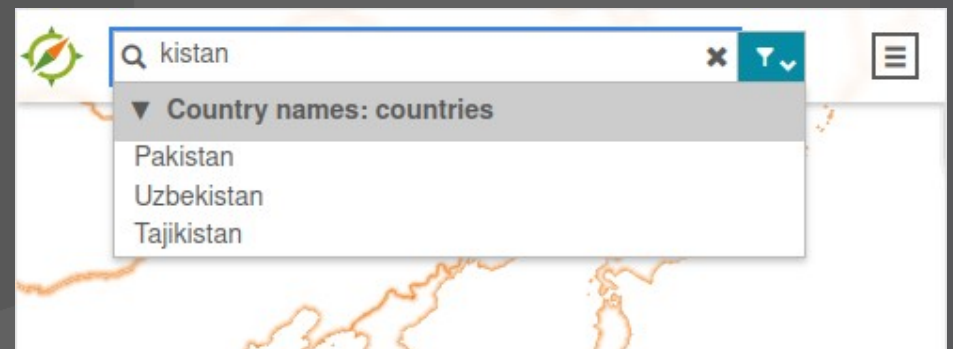 kistan
▼ Country names: countries
Pakistan
Uzbekistan
Tajikistan